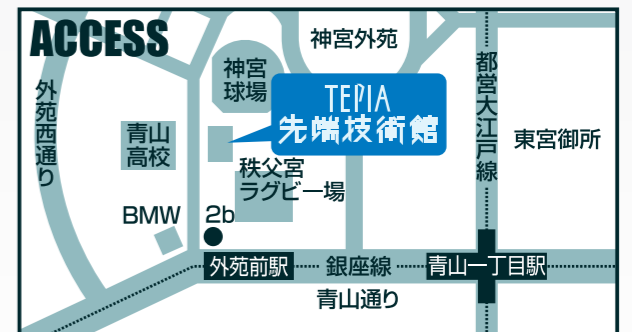 ACCESS
神宮外苑
神宮
球場
TEPIA
先端技術館
外苑西通り
都営大江戸線
青山
高校
東宮御所
秩父宮
ラグビー場
BMW
2b
外苑前駅
銀座線
青山一丁目駅
青山通り